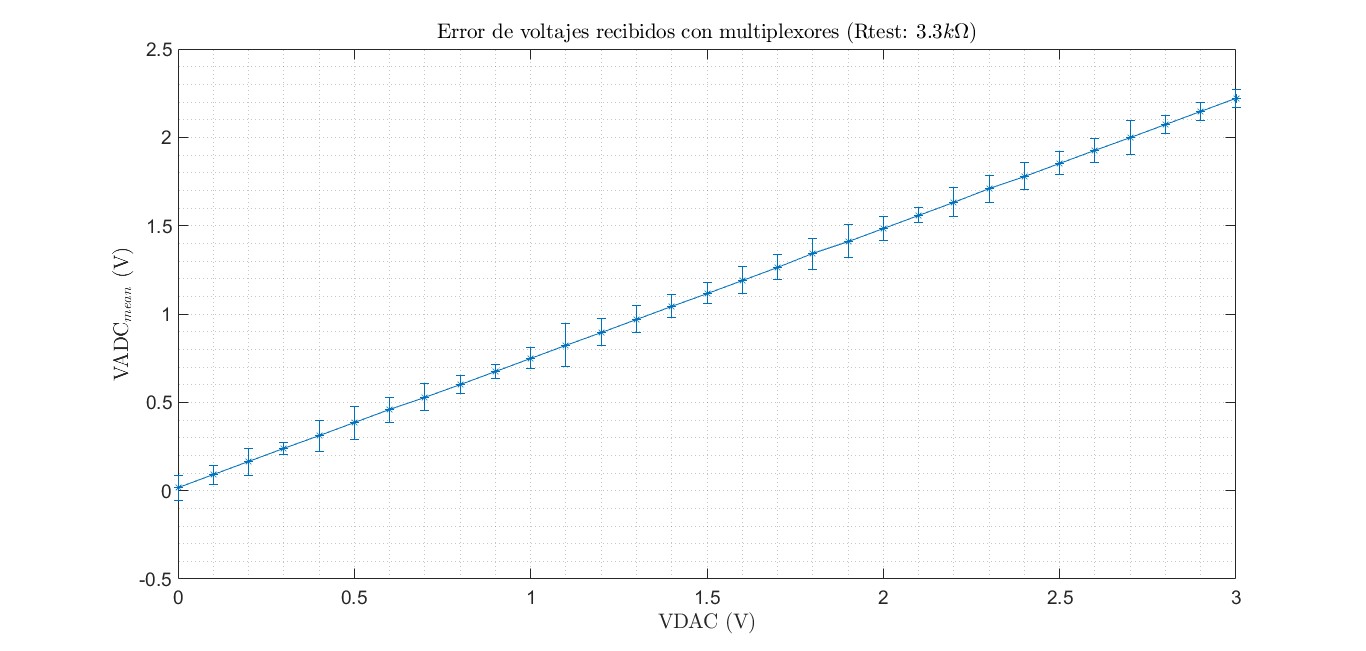 Error de voltajes recibidos con multiplexores (Rtest: 3.3kΩ)
2.5
2
1.5
1
0.5
0
-0.5
VADCmean (V)
0 0.5 1 1.5 2 2.5 3
VDAC (V)